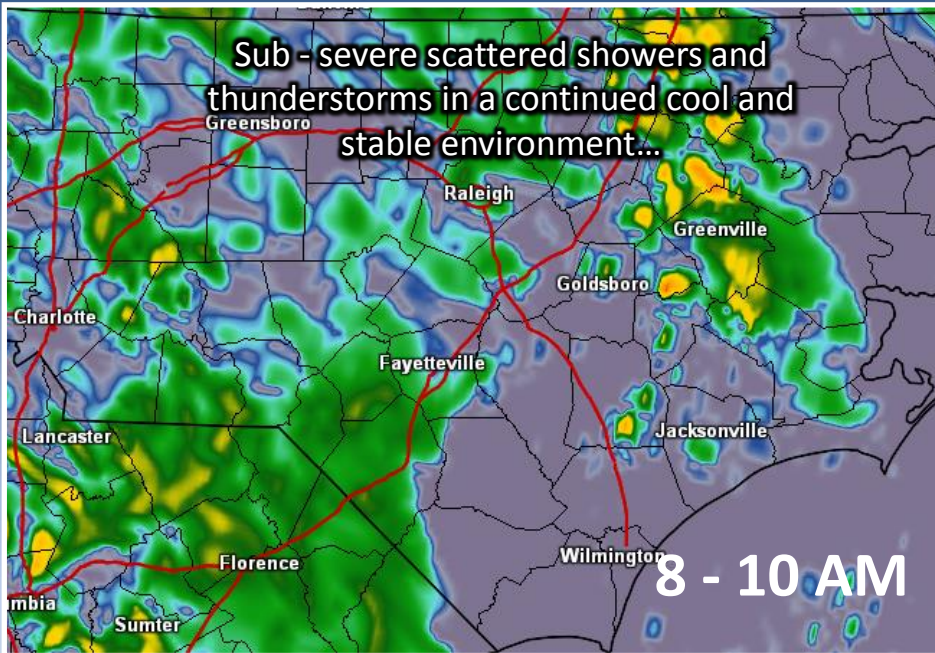 Sub - severe scattered showers and
thunderstorms in a continued cool and
Greensboro
stable environment...
Raleigh
Greenville
Goldsboro
Charlotte
Fayetteville
Lancaster
Jacksonville
Wilmington
Florence
8 - 10 AM
umbia
Sumter